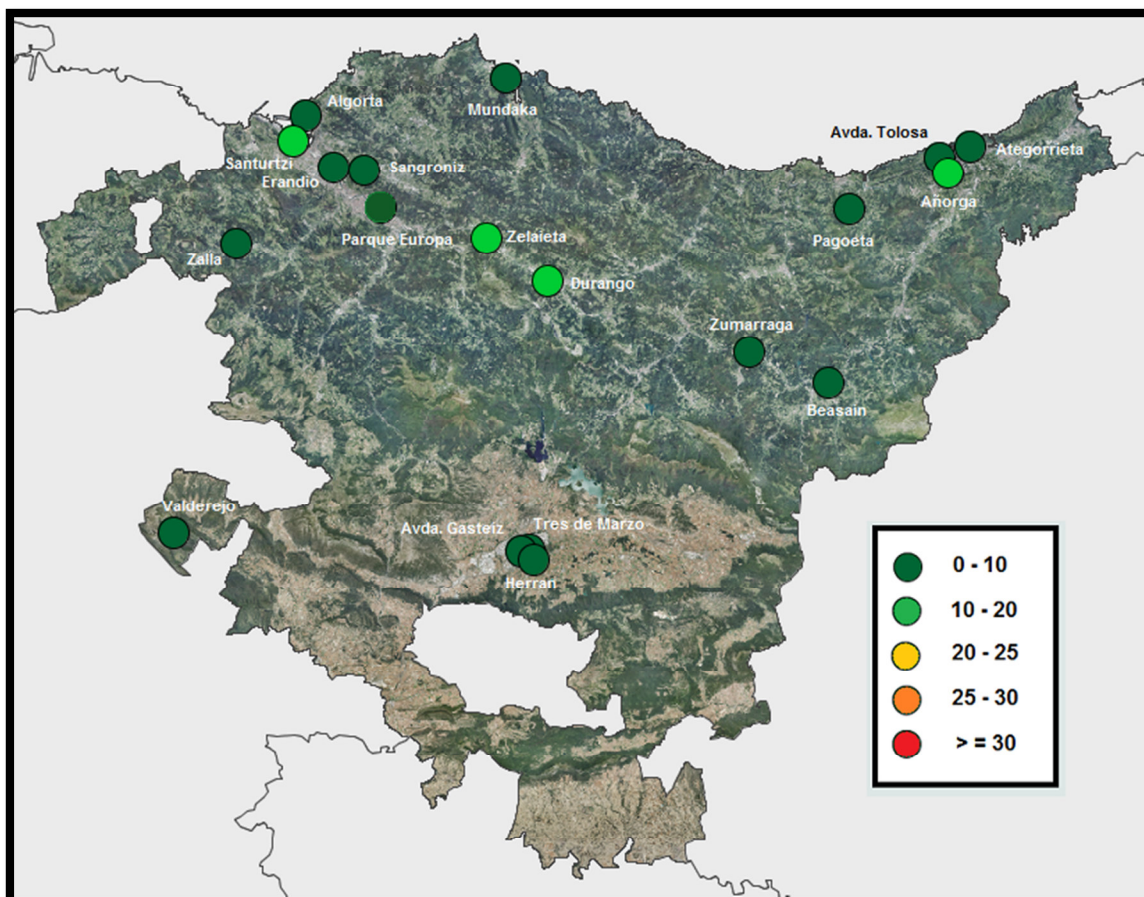 Algorta
Mundaka
Avda. Tolosa
Ategorrieta
Santurtzi
Erandio
Sangroniz
Añorga
Parque Europa
Zelaieta
Pagoeta
Zalla
Durango
Zumarraga
Beasain
Valderejo
Avda. Gasteiz
Tres de Marzo
Herran
0 - 10
10 - 20
20 - 25
25 - 30
> = 30